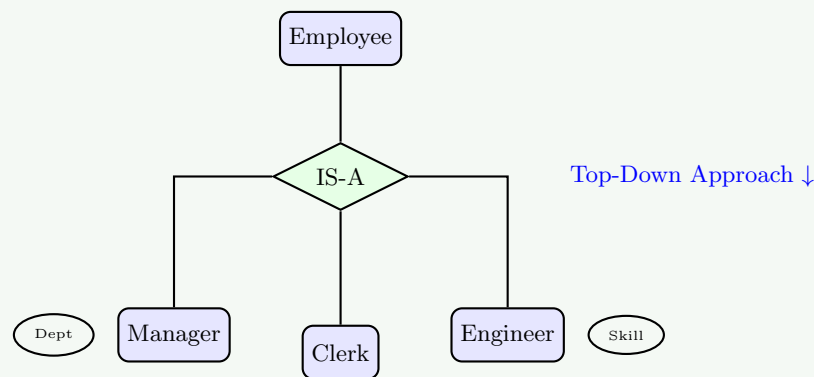 Employee
IS-A
Top-Down Approach ↓
Dept
Manager
Clerk
Engineer
Skill